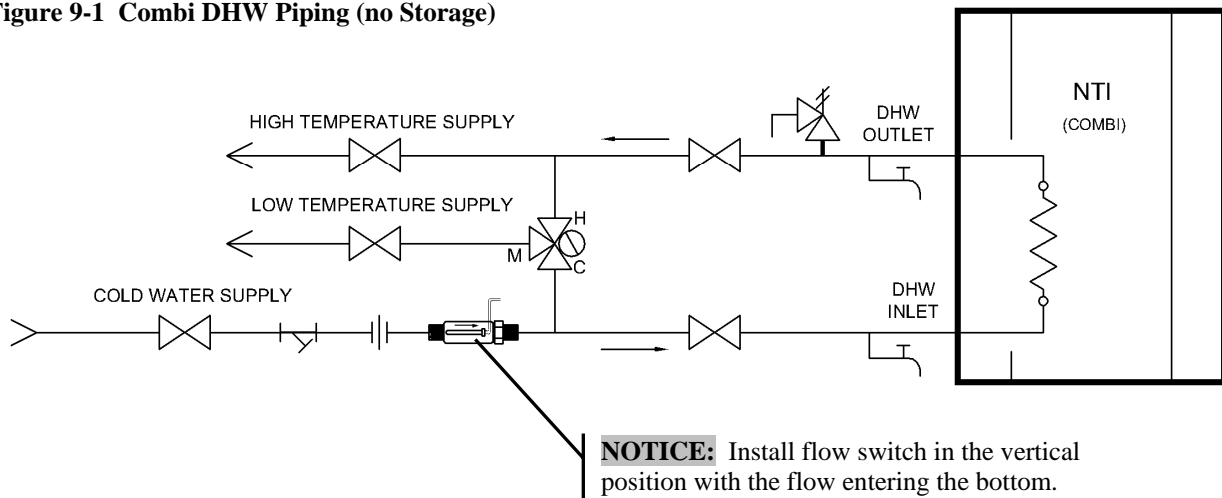 igure 9-1 Combi DHW Piping (no Storage)
NTI
(COMBI)
DHW
OUTLET
HIGH TEMPERATURE SUPPLY
LOW TEMPERATURE SUPPLY
H
M
C
COLD WATER SUPPLY
DHW
INLET
NOTICE: Install flow switch in the vertical
position with the flow entering the bottom.